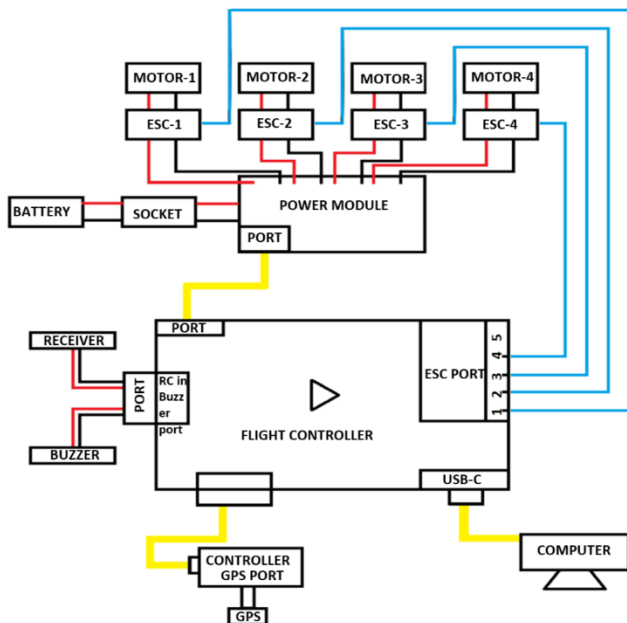 MOTOR-1
MOTOR-2
MOTOR-3
MOTOR-4
ESC-1
ESC-2
ESC-3
ESC-4
BATTERY
SOCKET
POWER MODULE
PORT
PORT
RECEIVER
PORT
RC in
Buzz
er
port
BUZZER
FLIGHT CONTROLLER
ESC PORT
5
4
3
2
1
USB-C
CONTROLLER
GPS PORT
GPS
COMPUTER